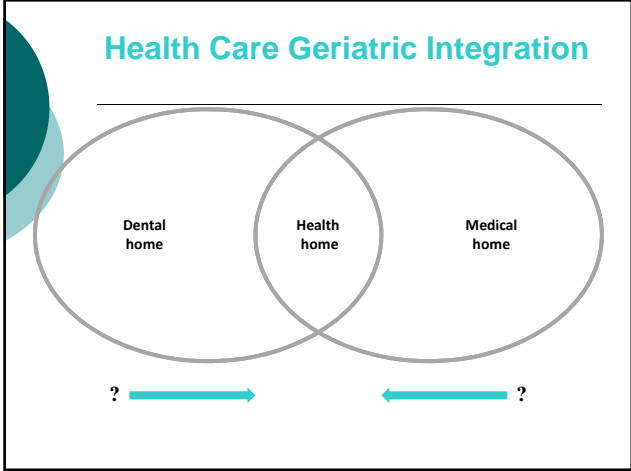 Health Care Geriatric Integration
Dental
home
Health
home
Medical
home
?
?